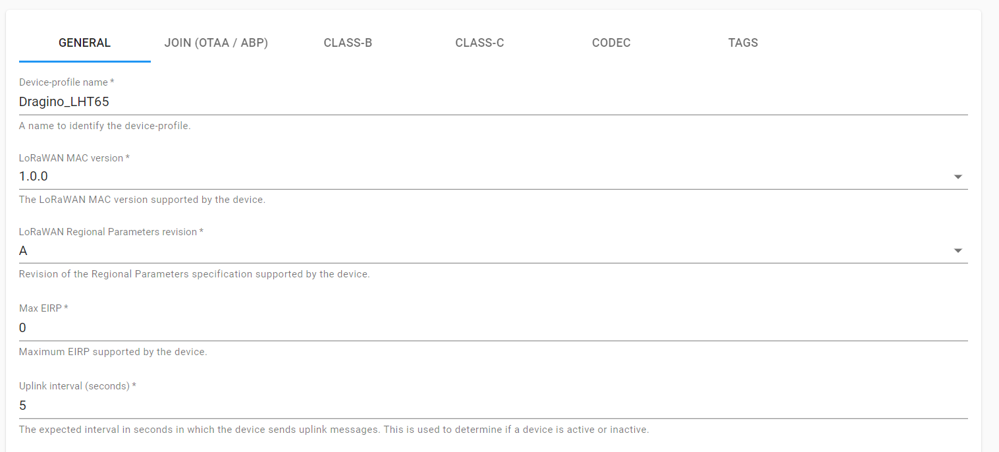 GENERAL JOIN (OTAA / ABP) CLASS-B CLASS-C CODEC TAGS
Device-profile name *
Dragino_LHT65
A name to identify the device-profile.
LoRaWAN MAC version *
1.0.0
The LoRaWAN MAC version supported by the device.
LoRaWAN Regional Parameters revision *
A
Revision of the Regional Parameters specification supported by the device.
Max EIRP *
0
Maximum EIRP supported by the device.
Uplink interval (seconds) *
5
The expected interval in seconds in which the device sends uplink messages. This is used to determine if a device is active or inactive.